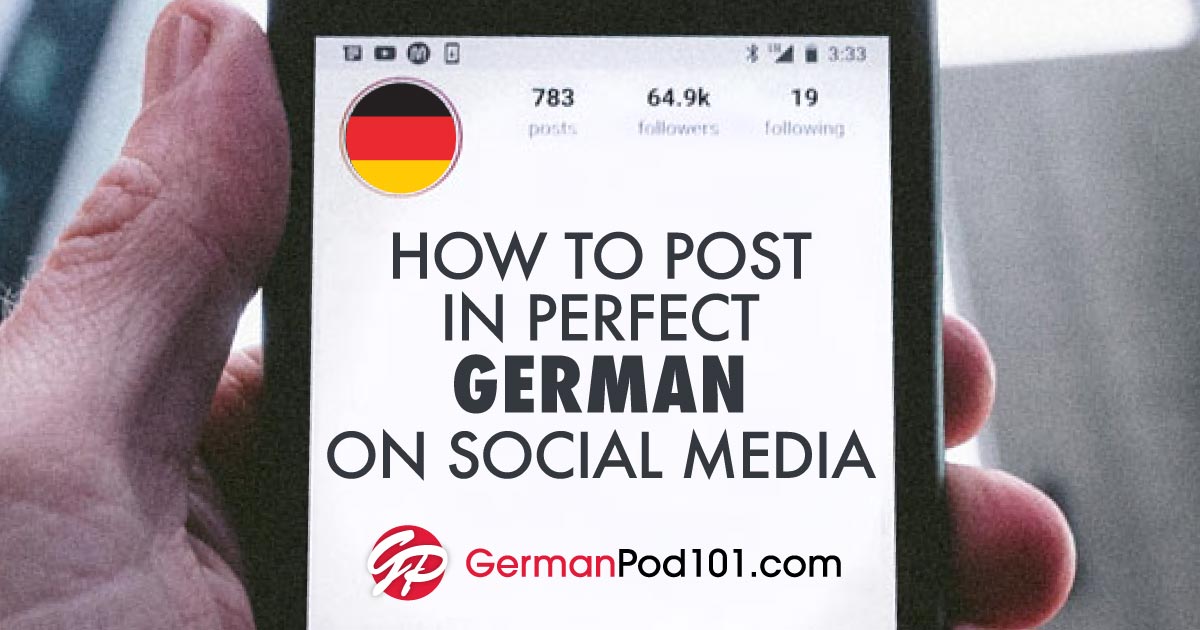 3:33
783 64.9k 19
posts followers following
HOW TO POST
IN PERFECT
GERMAN
ON SOCIAL MEDIA
GP GermanPod101.com